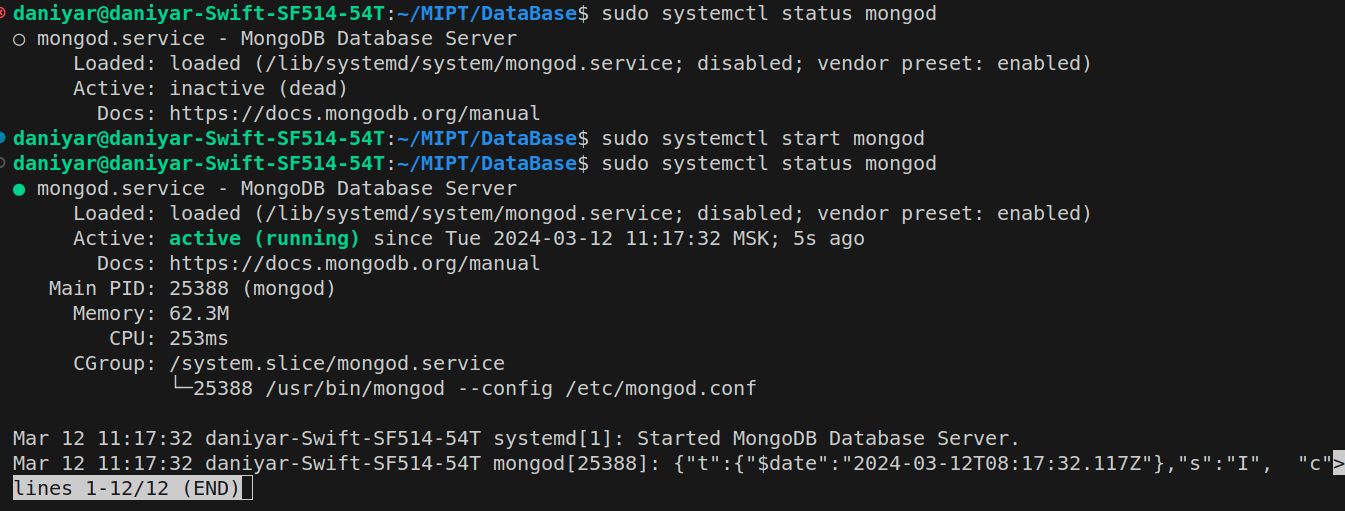 daniyar@daniyar-Swift-SF514-54T:~/MIPT/DataBase$ sudo systemctl status mongod
○ mongod.service - MongoDB Database Server
     Loaded: loaded (/lib/systemd/system/mongod.service; disabled; vendor preset: enabled)
     Active: inactive (dead)
       Docs: https://docs.mongodb.org/manual
daniyar@daniyar-Swift-SF514-54T:~/MIPT/DataBase$ sudo systemctl start mongod
daniyar@daniyar-Swift-SF514-54T:~/MIPT/DataBase$ sudo systemctl status mongod
● mongod.service - MongoDB Database Server
     Loaded: loaded (/lib/systemd/system/mongod.service; disabled; vendor preset: enabled)
     Active: active (running) since Tue 2024-03-12 11:17:32 MSK; 5s ago
       Docs: https://docs.mongodb.org/manual
   Main PID: 25388 (mongod)
     Memory: 62.3M
        CPU: 253ms
     CGroup: /system.slice/mongod.service
             └─25388 /usr/bin/mongod --config /etc/mongod.conf

Mar 12 11:17:32 daniyar-Swift-SF514-54T systemd[1]: Started MongoDB Database Server.
Mar 12 11:17:32 daniyar-Swift-SF514-54T mongod[25388]: {"t":{"$date":"2024-03-12T08:17:32.117Z"},"s":"I",  "c">
lines 1-12/12 (END)